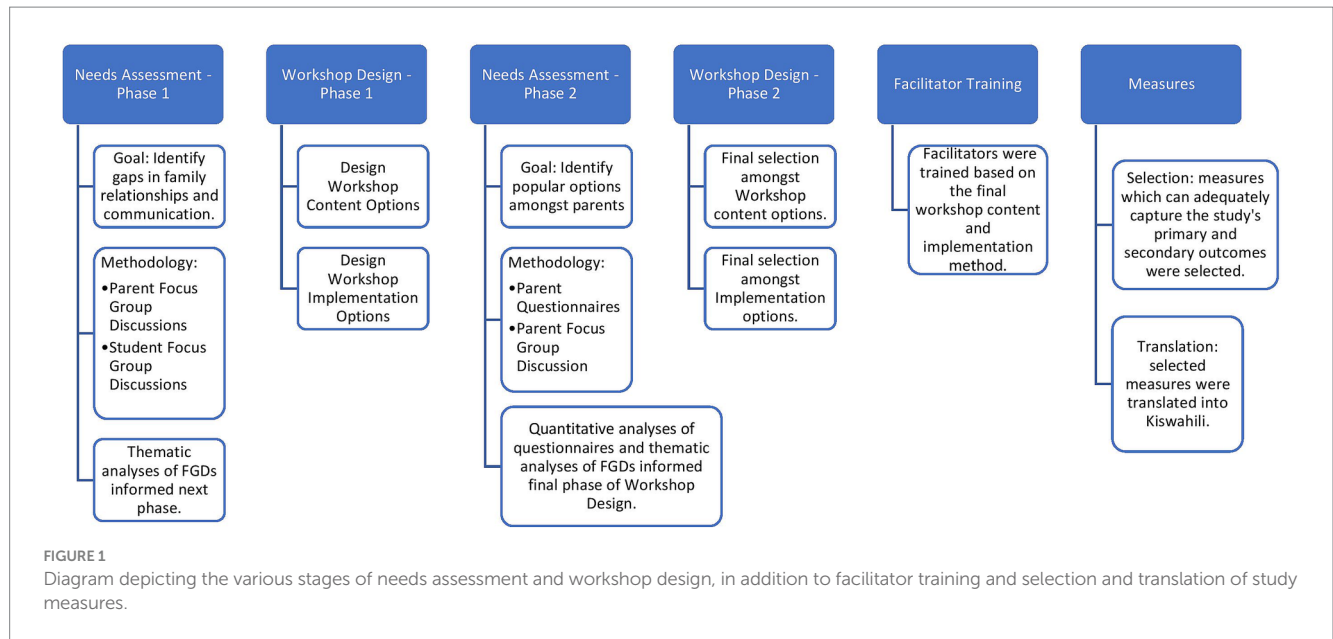 Needs Assessment -
Phase 1
Goal: Identify
gaps in family
relationships and
communication.
Methodology:
•Parent Focus
Group
Discussions
•Student Focus
Group
Discussions
Thematic
analyses of FGDs
informed next
phase.
Workshop Design -
Phase 1
Design
Workshop
Content Options
Design
Workshop
Implementation
Options
Needs Assessment -
Phase 2
Goal: Identify
popular options
amongst parents
Methodology:
•Parent
Questionnaires
•Parent Focus
Group
Discussion
Quantitative analyses of
questionnaires and thematic
analyses of FGDs informed
final phase of Workshop
Design.
Workshop Design -
Phase 2
Final selection
amongst
Workshop
content options.
Final selection
amongst
Implementation
options.
Facilitator Training
Facilitators were
trained based on
the final
workshop content
and
implementation
method.
Measures
Selection: measures
which can adequately
capture the study's
primary and
secondary outcomes
were selected.
Translation:
selected
measures were
translated into
Kiswahili.
FIGURE 1
Diagram depicting the various stages of needs assessment and workshop design, in addition to facilitator training and selection and translation of study
measures.